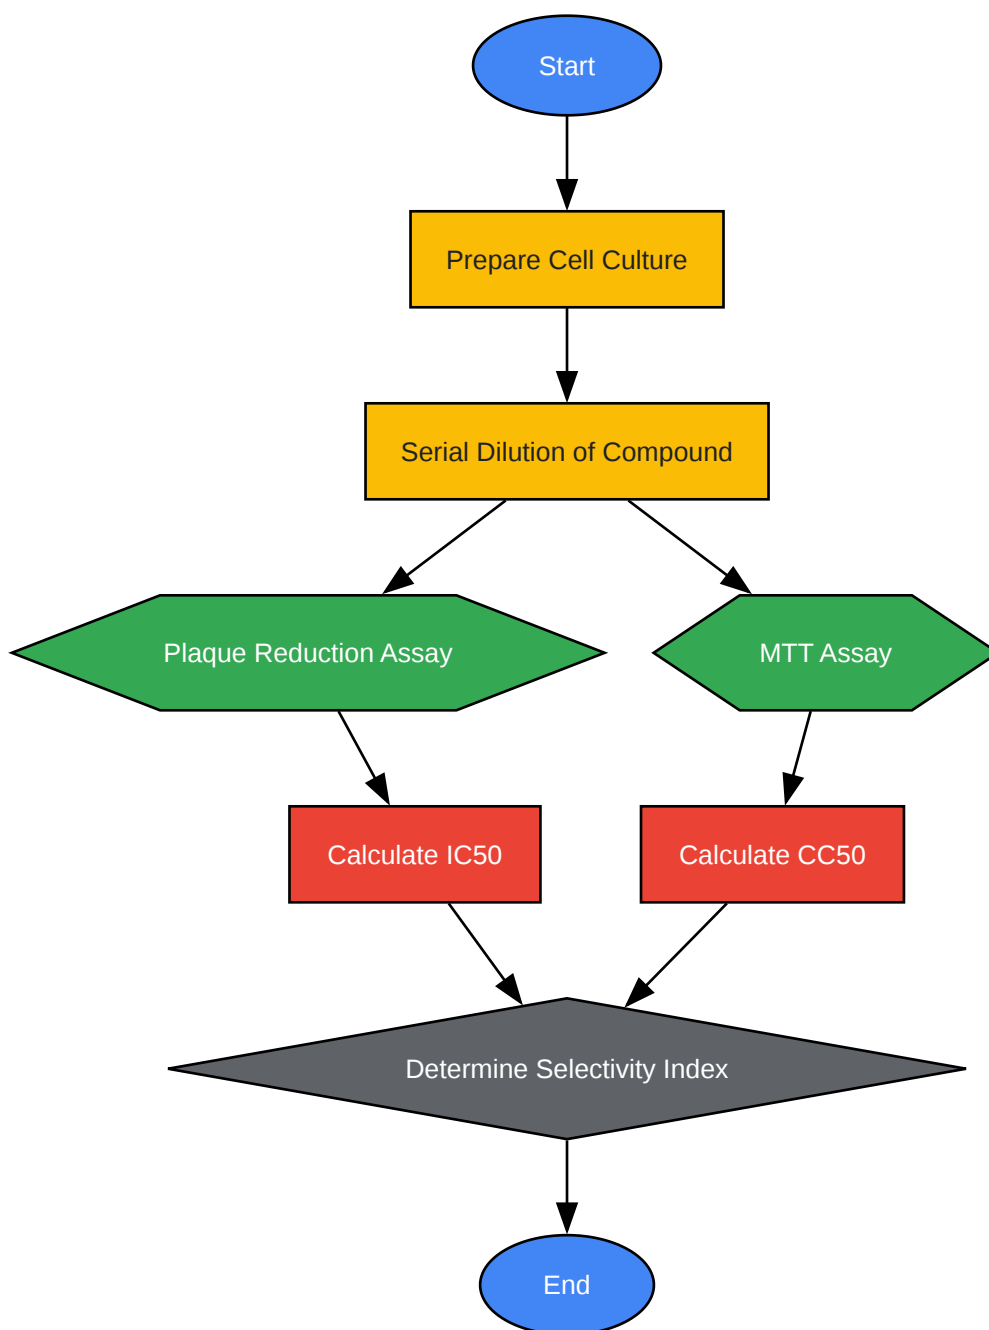 Start
Prepare Cell Culture
Serial Dilution of Compound
Plaque Reduction Assay
MTT Assay
Calculate IC50
Calculate CC50
Determine Selectivity Index
End